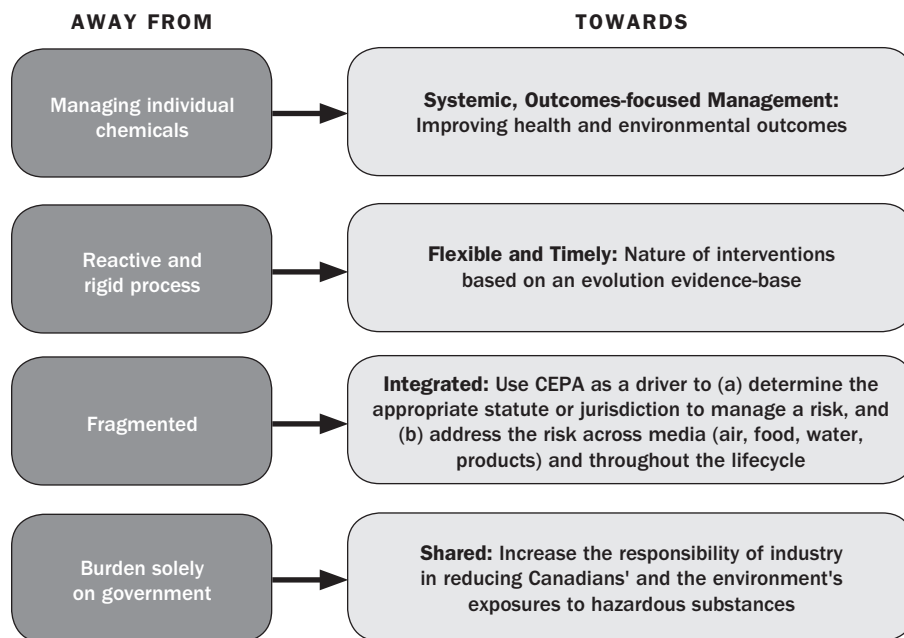 AWAY FROM
TOWARDS
Managing individual
chemicals
Systemic, Outcomes-focused Management:
Improving health and environmental outcomes
Reactive and
rigid process
Flexible and Timely: Nature of interventions
based on an evolution evidence-base
Fragmented
Integrated: Use CEPA as a driver to (a) determine the
appropriate statute or jurisdiction to manage a risk, and
(b) address the risk across media (air, food, water,
products) and throughout the lifecycle
Burden solely
on government
Shared: Increase the responsibility of industry
in reducing Canadians' and the environment's
exposures to hazardous substances